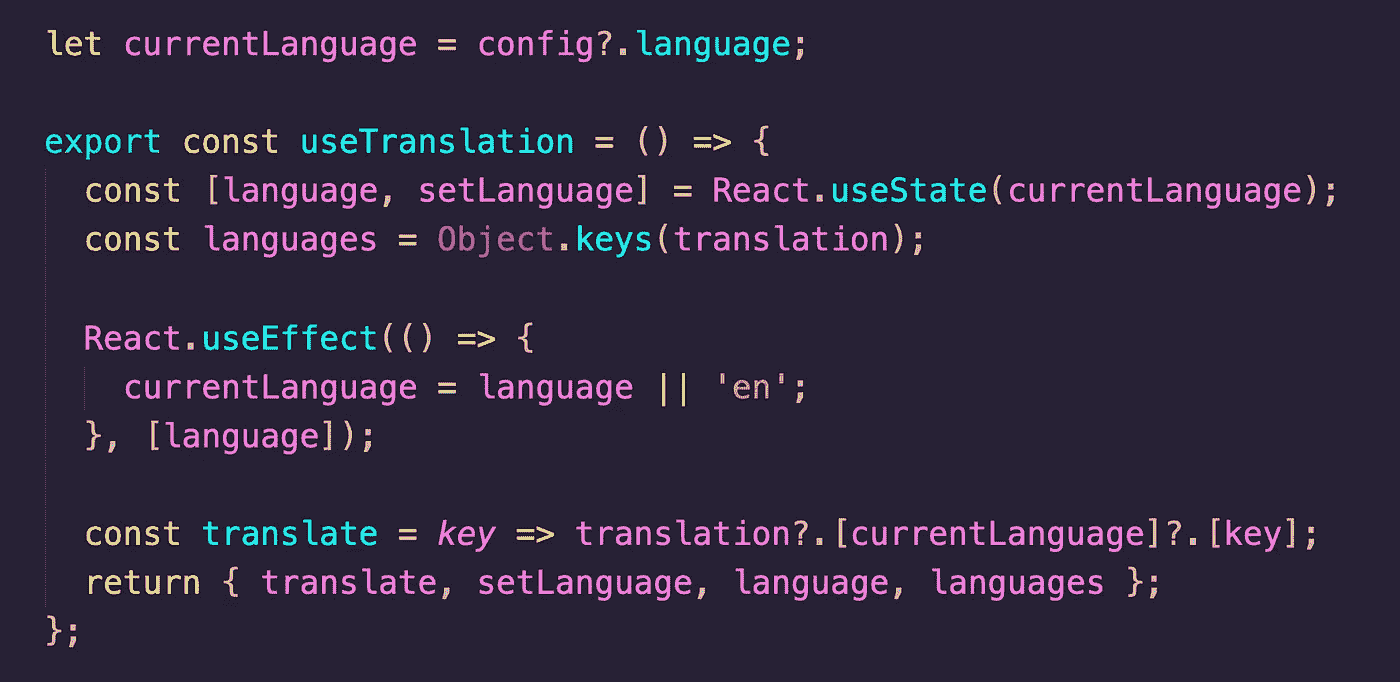 let currentLanguage = config?.language;
export const useTranslation = () => {
const [language, setLanguage] = React.useState(currentLanguage);
const languages = Object.keys(translation);
React.useEffect(() => {
currentLanguage = language || 'en';
}, [language]);
const translate = key => translation?.[currentLanguage]?.[key];
return { translate, setLanguage, language, languages };
};